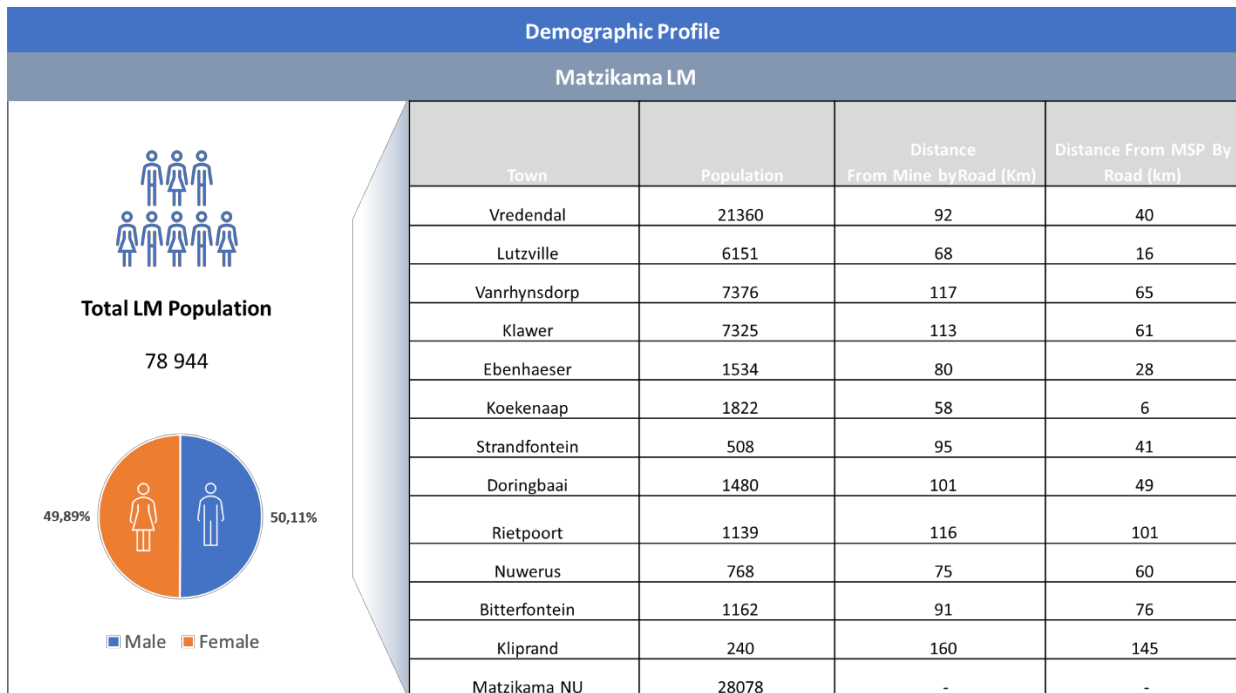 Demographic Profile
Matzikama LM
Total LM Population
78 944
49,89%
50,11%
Male Female
Town Population Distance From Mine byRoad (Km) Distance From MSP By Road (km)
Vredendal 21360 92 40
Lutzville 6151 68 16
Vanrhynsdorp 7376 117 65
Klawer 7325 113 61
Ebenhaeser 1534 80 28
Koekenaap 1822 58 6
Strandfontein 508 95 41
Doringbaai 1480 101 49
Rietpoort 1139 116 101
Nuwerus 768 75 60
Bitterfontein 1162 91 76
Kliprand 240 160 145
Matzikama NU 28078 - -